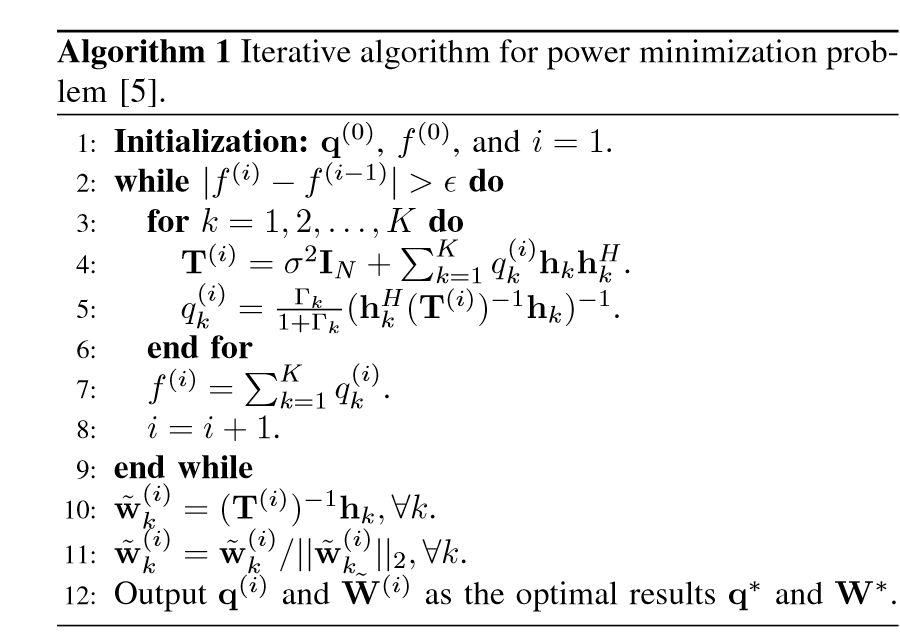 Algorithm 1 Iterative algorithm for power minimization prob-
lem [5].
1: Initialization: $\mathbf{q}^{(0)}$, $f^{(0)}$, and $i = 1$.
2: while $|f^{(i)} - f^{(i-1)}| > \epsilon$ do
3: for $k = 1, 2, \ldots, K$ do
4: $\mathbf{T}^{(i)} = \sigma^2 \mathbf{I}_N + \sum_{k=1}^{K} q_k^{(i)} \mathbf{h}_k \mathbf{h}_k^H$.
5: $q_k^{(i)} = \frac{\Gamma_k}{1+\Gamma_k} (\mathbf{h}_k^H (\mathbf{T}^{(i)})^{-1} \mathbf{h}_k)^{-1}$.
6: end for
7: $f^{(i)} = \sum_{k=1}^{K} q_k^{(i)}$.
8: $i = i + 1$.
9: end while
10: $\tilde{\mathbf{w}}_k^{(i)} = (\mathbf{T}^{(i)})^{-1} \mathbf{h}_k, \forall k$.
11: $\tilde{\mathbf{w}}_k^{(i)} = \tilde{\mathbf{w}}_k^{(i)} / ||\tilde{\mathbf{w}}_k^{(i)}||_2, \forall k$.
12: Output $\mathbf{q}^{(i)}$ and $\tilde{\mathbf{W}}^{(i)}$ as the optimal results $\mathbf{q}^*$ and $\mathbf{W}^*$.